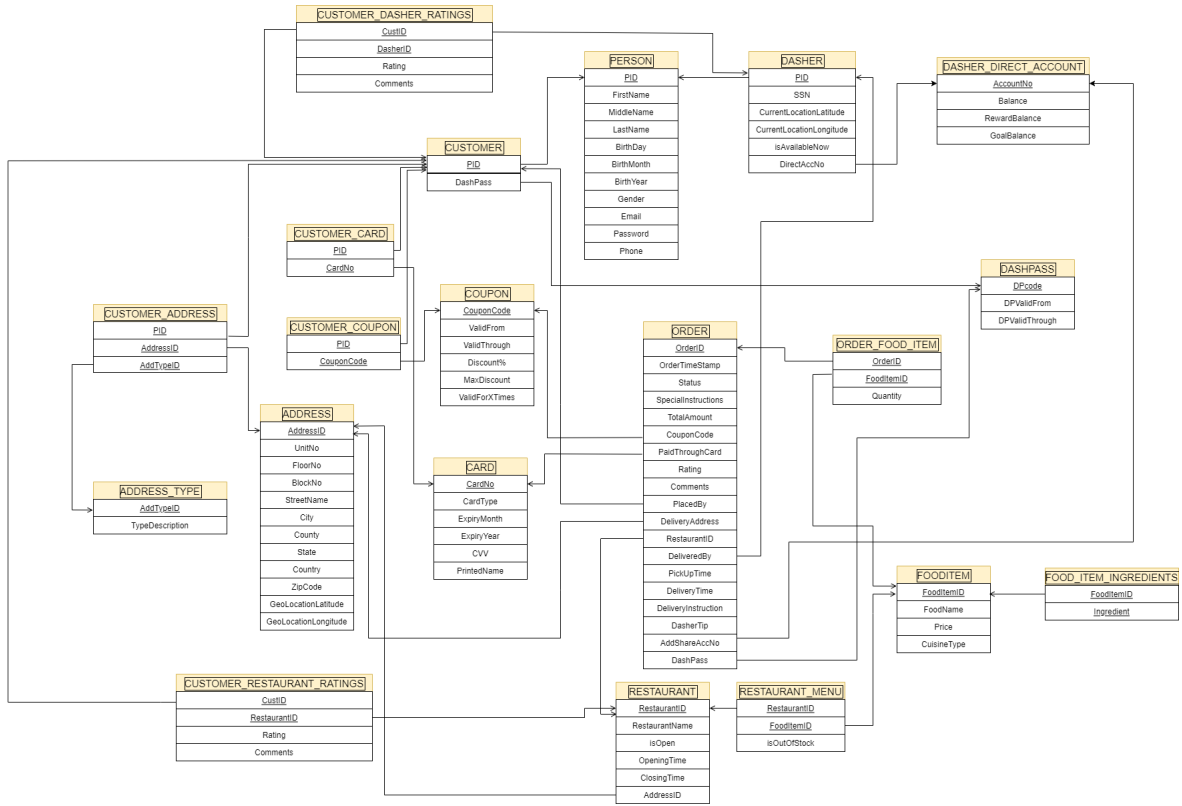 CUSTOMER_DASHER_RATINGS
CustID
DasherID
Rating
Comments
PERSON
PID
FirstName
MiddleName
LastName
BirthDay
BirthMonth
BirthYear
Gender
Email
Password
Phone
DASHER
PID
SSN
CurrentLocationLatitude
CurrentLocationLongitude
isAvailableNow
DirectAccNo
DASHER_DIRECT_ACCOUNT
AccountNo
Balance
RewardBalance
GoalBalance
CUSTOMER
PID
DashPass
CUSTOMER_CARD
PID
CardNo
DASHPASS
DPcode
DPValidFrom
DPValidThrough
CUSTOMER_ADDRESS
PID
AddressID
AddTypeID
CUSTOMER_COUPON
PID
CouponCode
COUPON
CouponCode
ValidFrom
ValidThrough
Discount%
MaxDiscount
ValidForXTimes
ORDER
OrderID
OrderTimeStamp
Status
SpecialInstructions
TotalAmount
CouponCode
PaidThroughCard
Rating
Comments
PlacedBy
DeliveryAddress
RestaurantID
DeliveredBy
PickUpTime
DeliveryTime
DeliveryInstruction
DasherTip
AddShareAccNo
DashPass
ORDER_FOOD_ITEM
OrderID
FoodItemID
Quantity
ADDRESS
AddressID
UnitNo
FloorNo
BlockNo
StreetName
City
County
State
Country
ZipCode
GeoLocationLatitude
GeoLocationLongitude
CARD
CardNo
CardType
ExpiryMonth
ExpiryYear
CVV
PrintedName
ADDRESS_TYPE
AddTypeID
TypeDescription
FOODITEM
FoodItemID
FoodName
Price
CuisineType
FOOD_ITEM_INGREDIENTS
FoodItemID
Ingredient
CUSTOMER_RESTAURANT_RATINGS
CustID
RestaurantID
Rating
Comments
RESTAURANT
RestaurantID
RestaurantName
isOpen
OpeningTime
ClosingTime
AddressID
RESTAURANT_MENU
RestaurantID
FoodItemID
isOutOfStock